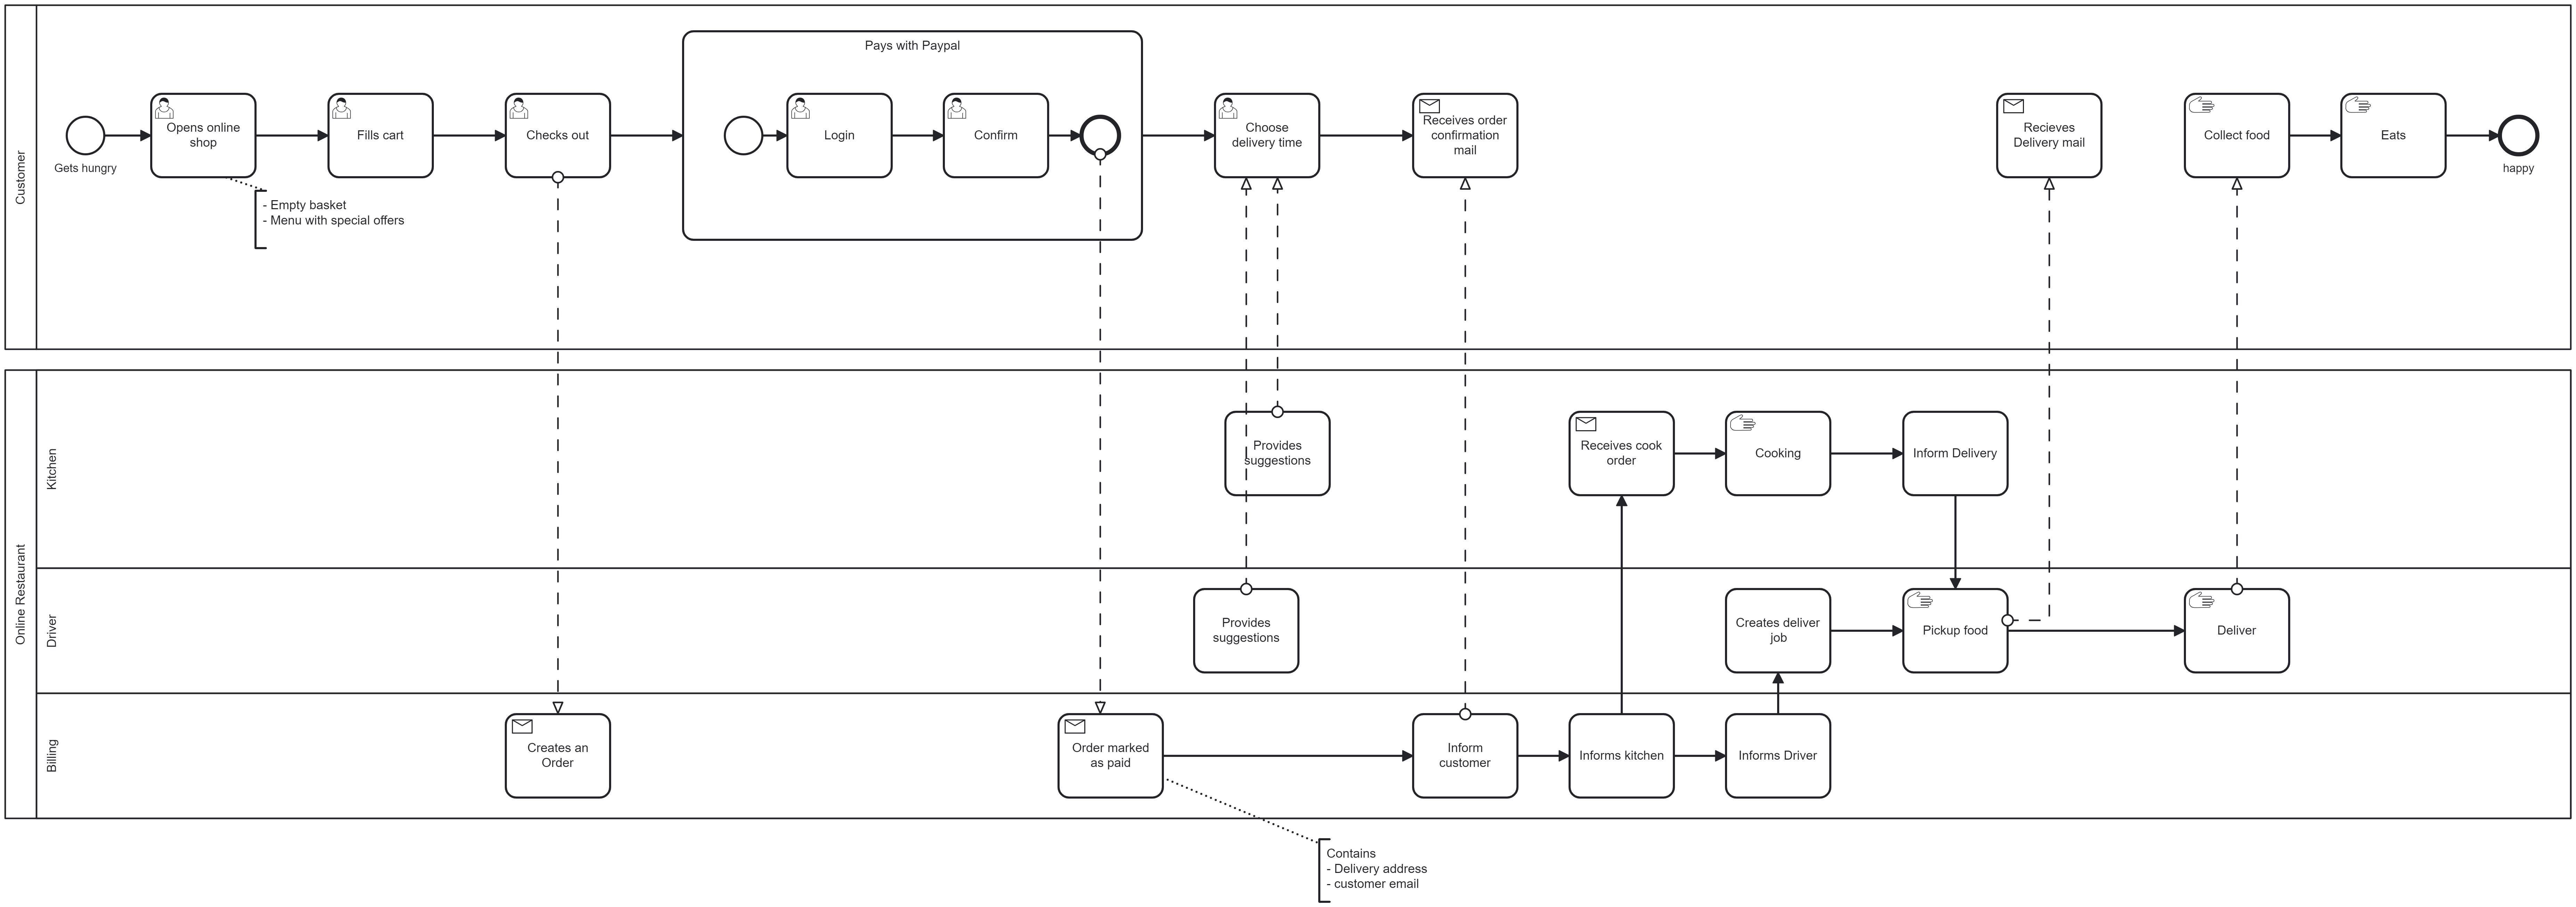 Customer
Pays with Paypal
Gets hungry
Opens online
shop
Fills cart
Checks out
Login
Confirm
Choose
delivery time
Receives order
confirmation
mail
Recieves
Delivery mail
Collect food
Eats
happy
- Empty basket
- Menu with special offers
Online Restaurant
Kitchen
Provides
suggestions
Receives cook
order
Cooking
Inform Delivery
Driver
Provides
suggestions
Creates deliver
job
Pickup food
Deliver
Billing
Creates an
Order
Order marked
as paid
Inform
customer
Informs kitchen
Informs Driver
Contains
- Delivery address
- customer email